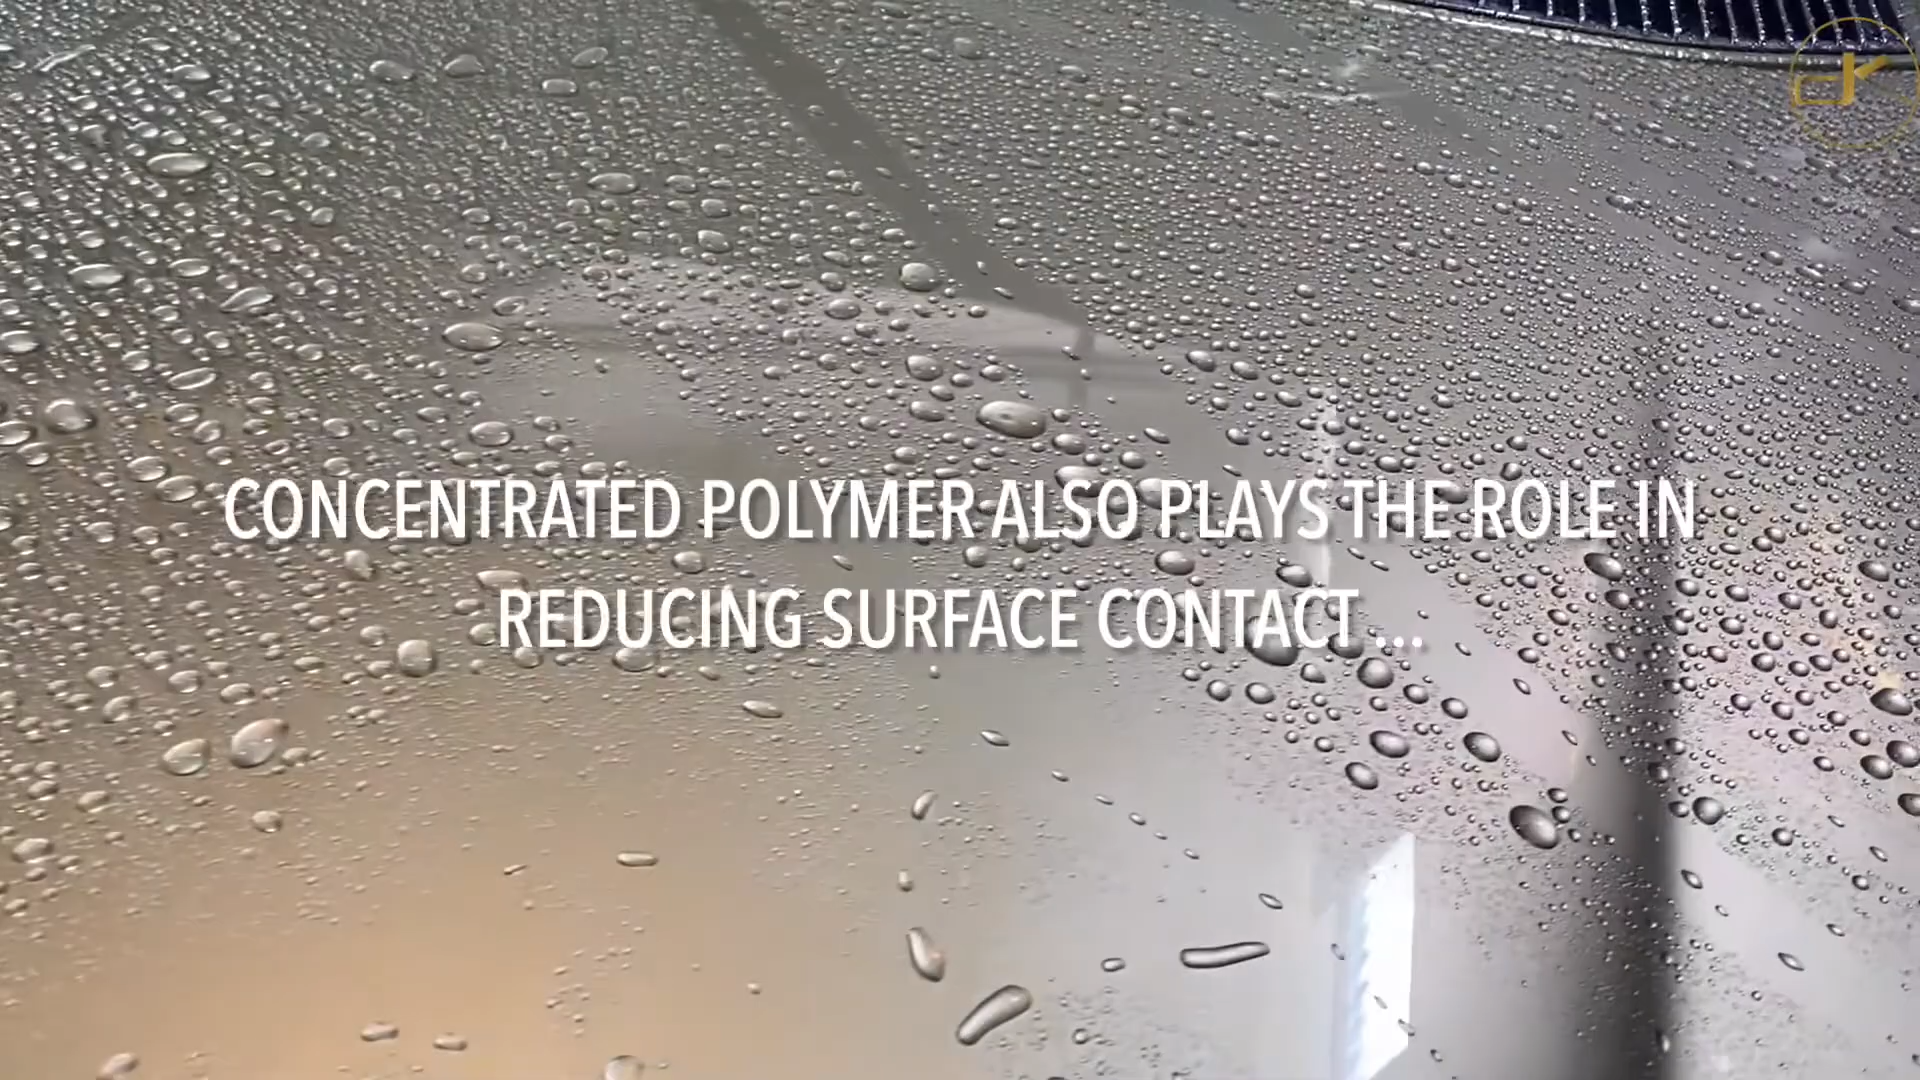 CONCENTRATED POLYMER ALSO PLAYS THE ROLE IN
REDUCING SURFACE CONTACT ...